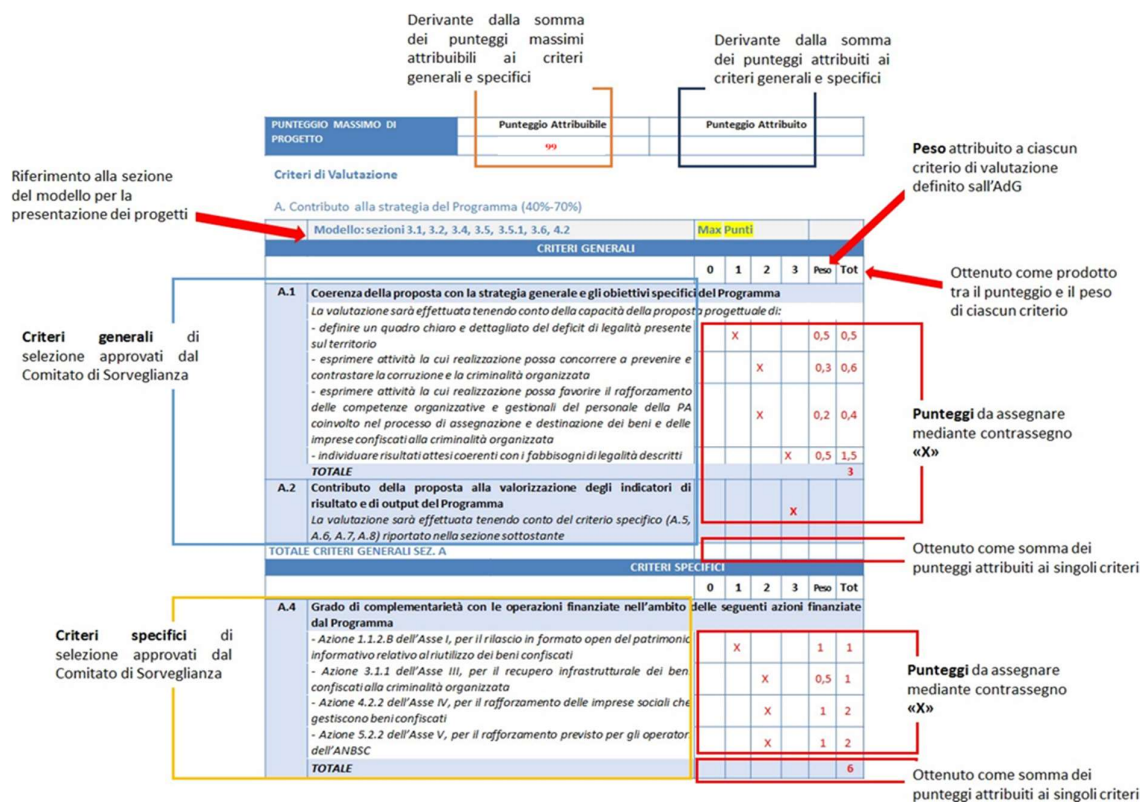 Derivante dalla somma
dei punteggi massimi
attribuibili ai criteri
generali e specifici
Derivante dalla somma
dei punteggi attribuiti ai
criteri generali e specifici
PUNTEGGIO MASSIMO DI
PROGETTO
Punteggio Attribuibile
Punteggio Attribuito
99
Peso attribuito a ciascun
criterio di valutazione
definito sall'AdG
Riferimento alla sezione
del modello per la
presentazione dei progetti
Criteri di Valutazione
A. Contributo alla strategia del Programma (40%-70%)
Modello: sezioni 3.1, 3.2, 3.4, 3.5, 3.5.1, 3.6, 4.2 Max Punti
CRITERI GENERALI
0 1 2 3 Peso Tot
Ottenuto come prodotto
tra il punteggio e il peso
di ciascun criterio
A.1 Coerenza della proposta con la strategia generale e gli obiettivi specifici del Programma
La valutazione sarà effettuata tenendo conto della capacità della proposta progettuale di:
- definire un quadro chiaro e dettagliato del deficit di legalità presente
sul territorio
X 0,5 0,5
- esprimere attività la cui realizzazione possa concorrere a prevenire e
contrastare la corruzione e la criminalità organizzata
X 0,3 0,6
- esprimere attività la cui realizzazione possa favorire il rafforzamento
delle competenze organizzative e gestionali del personale della PA
coinvolto nel processo di assegnazione e destinazione dei beni e delle
imprese confiscati alla criminalità organizzata
X 0,2 0,4
- individuare risultati attesi coerenti con i fabbisogni di legalità descritti X 0,5 1,5
TOTALE 3
Criteri generali di
selezione approvati dal
Comitato di Sorveglianza
Punteggi da assegnare
mediante contrassegno
«X»
A.2 Contributo della proposta alla valorizzazione degli indicatori di
risultato e di output del Programma
La valutazione sarà effettuata tenendo conto del criterio specifico (A.5,
A.6, A.7, A.8) riportato nella sezione sottostante
X
TOTALE CRITERI GENERALI SEZ. A
Ottenuto come somma dei
punteggi attribuiti ai singoli criteri
CRITERI SPECIFICI
0 1 2 3 Peso Tot
A.4 Grado di complementarietà con le operazioni finanziate nell'ambito delle seguenti azioni finanziate
dal Programma
- Azione 1.1.2.B dell'Asse I, per il rilascio in formato open del patrimonio
informativo relativo al riutilizzo dei beni confiscati
X 1 1
- Azione 3.1.1 dell'Asse III, per il recupero infrastrutturale dei beni
confiscati alla criminalità organizzata
X 0,5 1
- Azione 4.2.2 dell'Asse IV, per il rafforzamento delle imprese sociali che
gestiscono beni confiscati
X 1 2
- Azione 5.2.2 dell'Asse V, per il rafforzamento previsto per gli operatori
dell'ANBSC
X 1 2
TOTALE 6
Criteri specifici di
selezione approvati dal
Comitato di Sorveglianza
Punteggi da assegnare
mediante contrassegno
«X»
Ottenuto come somma dei
punteggi attribuiti ai singoli criteri